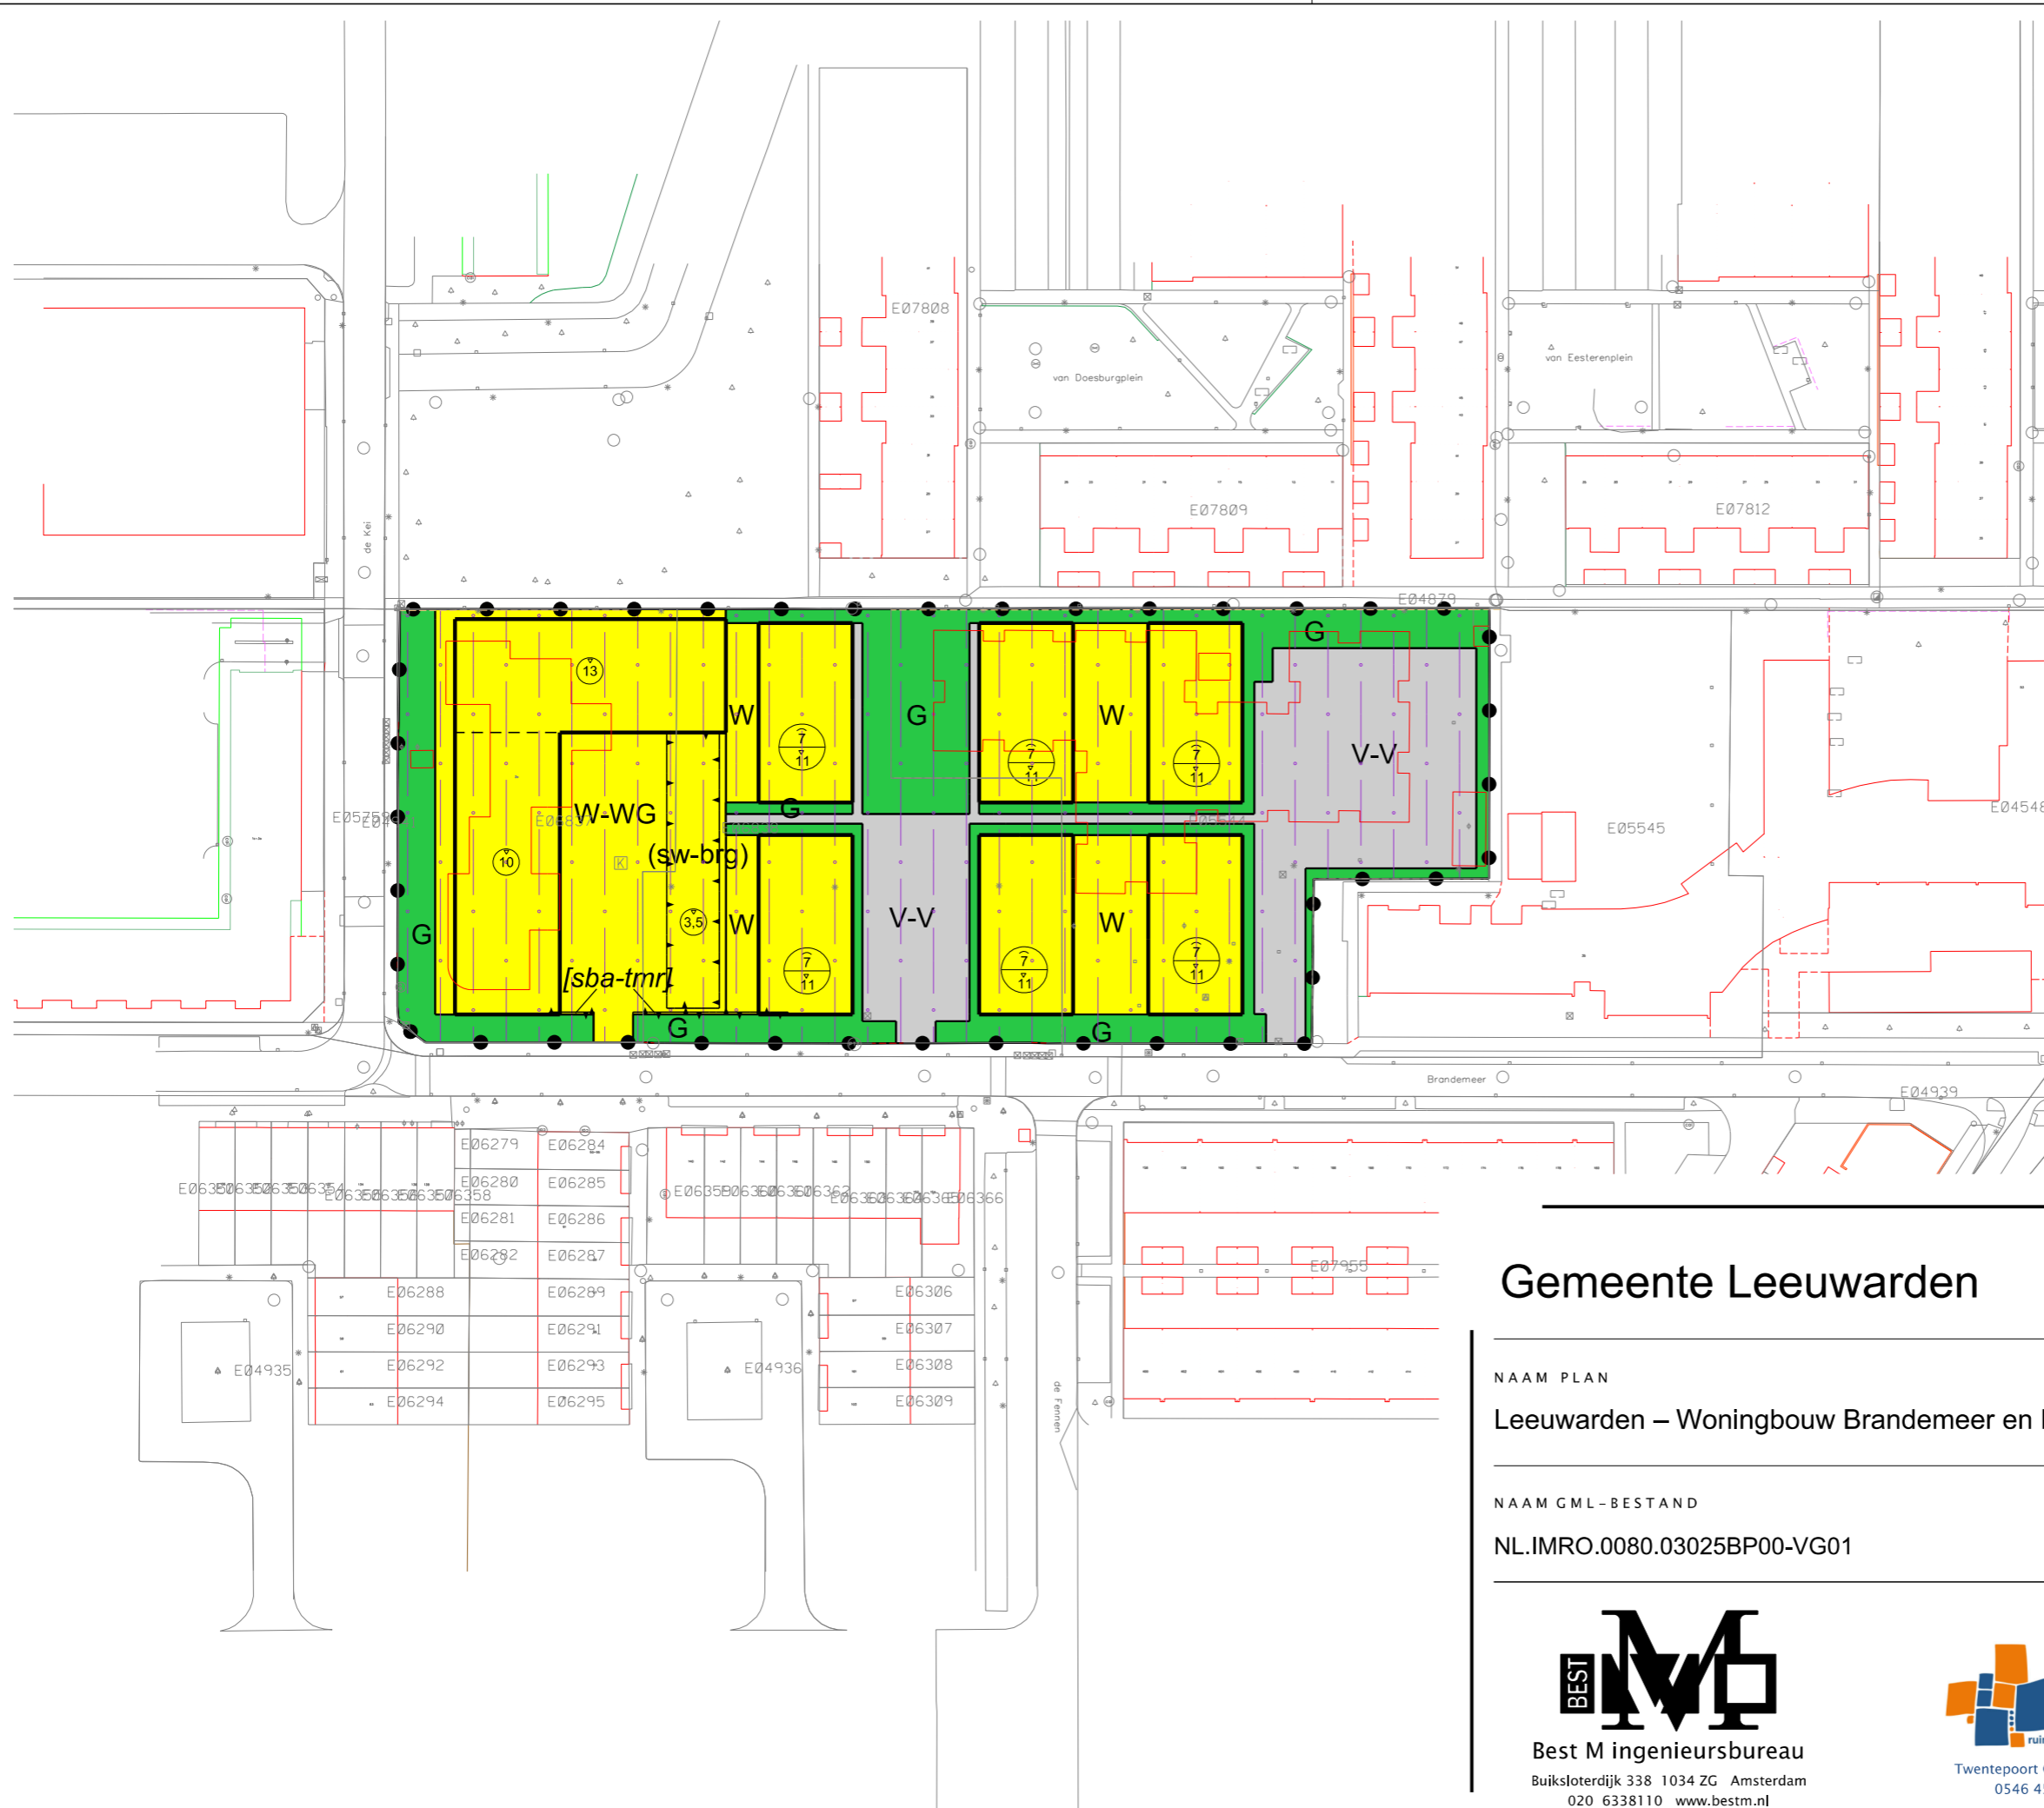 E07808
van Doesburgplein
van Eesterenplein
E07809
E07812
de Kei
E04879
G
13
W
G
W
V-V
7
11
7
11
7
11
E05545
W-WG
G
(sw-brg)
10
K
3,5
G
W
V-V
W
7
11
7
11
7
11
[sba-tmr]
G
G
Brandemeer
E04939
E06279
E06284
E06280
E06285
E06358
E06366
E06281
E06286
E06282
E06287
E07955
E06288
E06289
E06306
E06290
E06291
E06307
E04935
E06292
E06293
E04936
E06308
E06294
E06295
E06309
de Fennen
Gemeente Leeuwarden
NAAM PLAN
Leeuwarden – Woningbouw Brandemeer en
NAAM GML-BESTAND
NL.IMRO.0080.03025BP00-VG01
BEST
M
Best M ingenieursbureau
Buiksloterdijk 338 1034 ZG Amsterdam
020 6338110 www.bestm.nl
Twentepoort
0546